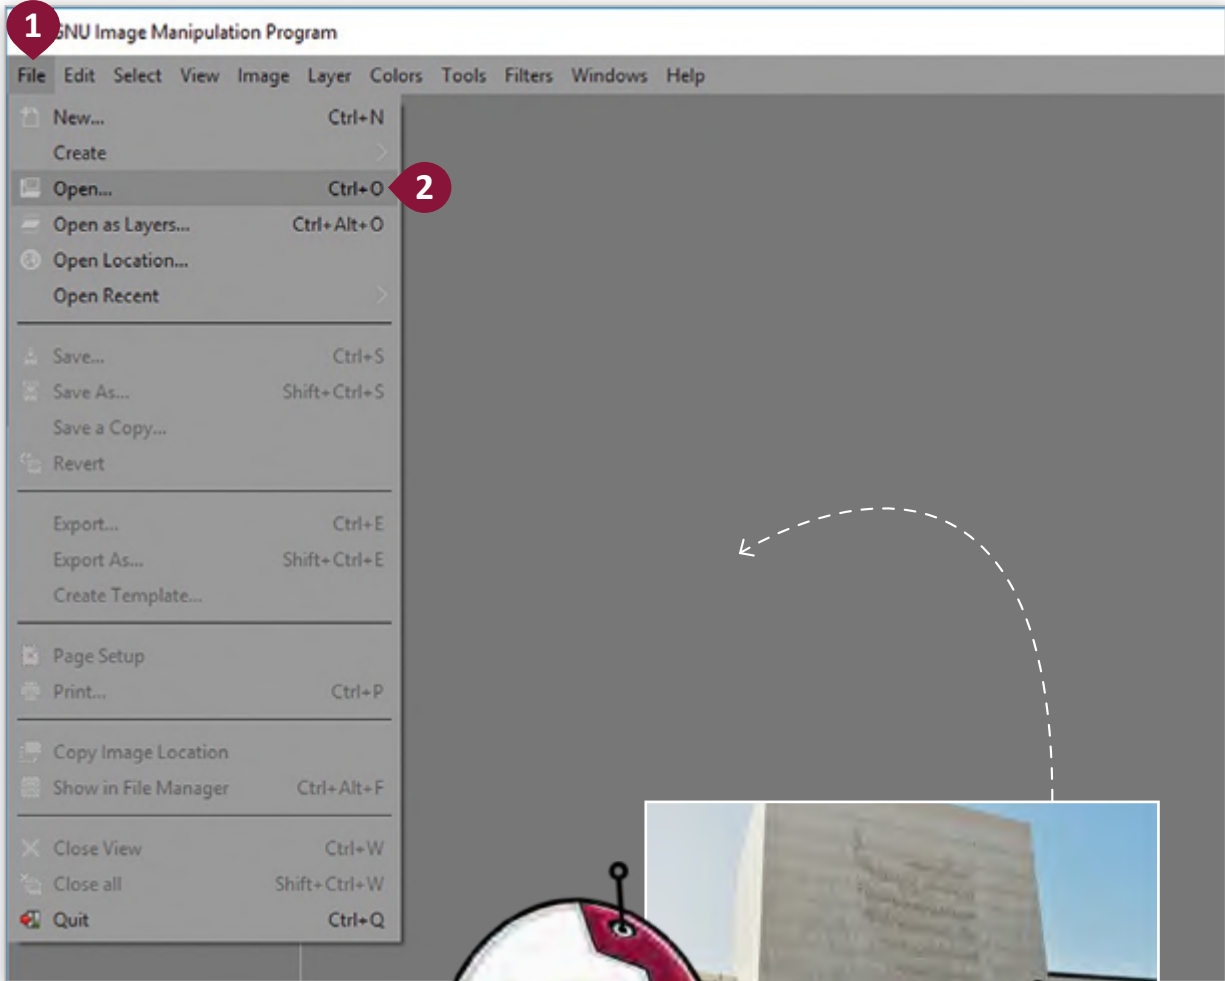 1
GNU Image Manipulation Program
File Edit Select View Image Layer Colors Tools Filters Windows Help
New... Ctrl+N
Create
Open... Ctrl+O 2
Open as Layers... Ctrl+Alt+O
Open Location...
Open Recent
Save... Ctrl+S
Save As... Shift+Ctrl+S
Save a Copy...
Revert
Export... Ctrl+E
Export As... Shift+Ctrl+E
Create Template...
Page Setup
Print... Ctrl+P
Copy Image Location
Show in File Manager Ctrl+Alt+F
Close View Ctrl+W
Close all Shift+Ctrl+W
Quit Ctrl+Q